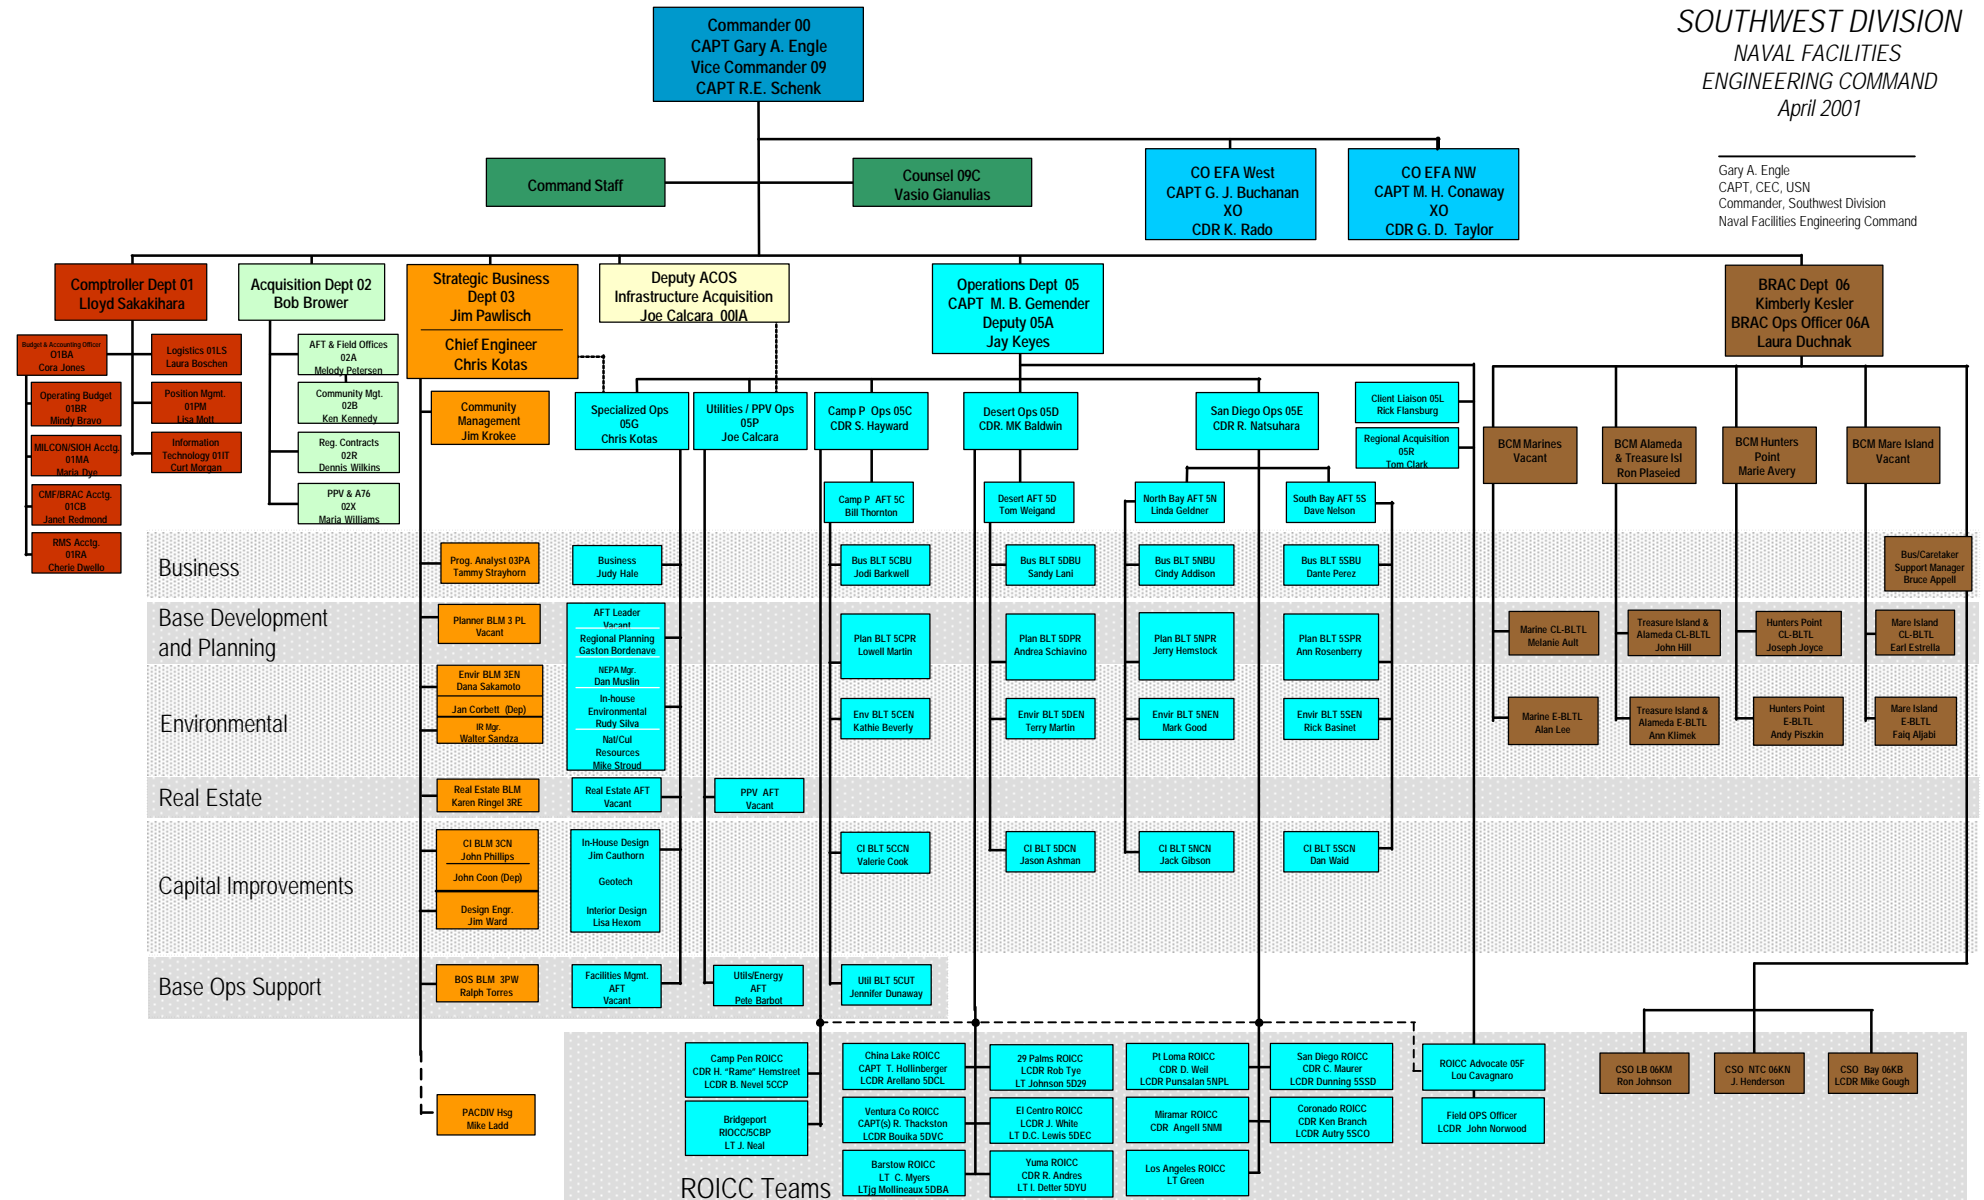 SOUTHWEST DIVISION
NAVAL FACILITIES
ENGINEERING COMMAND
April 2001
Gary A. Engle
CAPT, CEC, USN
Commander, Southwest Division
Naval Facilities Engineering Command
Commander 00
CAPT Gary A. Engle
Vice Commander 09
CAPT R.E. Schenk
Command Staff
Counsel 09C
Vasio Gianulias
CO EFA West
CAPT G. J. Buchanan
XO
CDR K. Rado
CO EFA NW
CAPT M. H. Conaway
XO
CDR G. D. Taylor
Comptroller Dept 01
Lloyd Sakakihara
Acquisition Dept 02
Bob Brower
Strategic Business
Dept 03
Jim Pawlisch
Chief Engineer
Chris Kotas
Deputy ACOS
Infrastructure Acquisition
Joe Calcara 00IA
Operations Dept 05
CAPT M. B. Gemender
Deputy 05A
Jay Keyes
BRAC Dept 06
Kimberly Kesler
BRAC Ops Officer 06A
Laura Duchnak
Budget & Accounting Officer
O1BA
Cora Jones
Logistics 01LS
Laura Boschen
Operating Budget
01BR
Mindy Bravo
Position Mgmt.
01PM
Lisa Mott
MILCON/SIOH Acctg.
01MA
Maria Dye
Information
Technology 01IT
Curt Morgan
CMF/BRAC Acctg.
01CB
Janet Redmond
RMS Acctg.
01RA
Cherie Dwello
AFT & Field Offices
02A
Melody Petersen
Community Mgt.
02B
Ken Kennedy
Reg. Contracts
02R
Dennis Wilkins
PPV & A76
02X
Maria Williams
Community
Management
Jim Krokee
Specialized Ops
05G
Chris Kotas
Utilities / PPV Ops
05P
Joe Calcara
Camp P Ops 05C
CDR S. Hayward
Desert Ops 05D
CDR. MK Baldwin
San Diego Ops 05E
CDR R. Natsuhara
Client Liaison 05L
Rick Flansburg
Regional Acquisition
05R
Tom Clark
BCM Marines
Vacant
BCM Alameda
& Treasure Isl
Ron Plaseied
BCM Hunters
Point
Marie Avery
BCM Mare Island
Vacant
Camp P AFT 5C
Bill Thornton
Desert AFT 5D
Tom Weigand
North Bay AFT 5N
Linda Geldner
South Bay AFT 5S
Dave Nelson
Business
Prog. Analyst 03PA
Tammy Strayhorn
Business
Judy Hale
Bus BLT 5CBU
Jodi Barkwell
Bus BLT 5DBU
Sandy Lani
Bus BLT 5NBU
Cindy Addison
Bus BLT 5SBU
Dante Perez
Bus/Caretaker
Support Manager
Bruce Appell
Base Development
and Planning
Planner BLM 3 PL
Vacant
AFT Leader
Vacant
Regional Planning
Gaston Bordenave
NEPA Mgr.
Dan Muslin
In-house
Environmental
Rudy Silva
Nat/Cul
Resources
Mike Stroud
Plan BLT 5CPR
Lowell Martin
Plan BLT 5DPR
Andrea Schiavino
Plan BLT 5NPR
Jerry Hemstock
Plan BLT 5SPR
Ann Rosenberry
Marine CL-BLTL
Melanie Ault
Treasure Island &
Alameda CL-BLTL
John Hill
Hunters Point
CL-BLTL
Joseph Joyce
Mare Island
CL-BLTL
Earl Estrella
Environmental
Envir BLM 3EN
Dana Sakamoto
Jan Corbett (Dep)
IR Mgr.
Walter Sandza
Env BLT 5CEN
Kathie Beverly
Envir BLT 5DEN
Terry Martin
Envir BLT 5NEN
Mark Good
Envir BLT 5SEN
Rick Basinet
Marine E-BLTL
Alan Lee
Treasure Island &
Alameda E-BLTL
Ann Klimek
Hunters Point
E-BLTL
Andy Piszkin
Mare Island
E-BLTL
Faiq Aljabi
Real Estate
Real Estate BLM
Karen Ringel 3RE
Real Estate AFT
Vacant
PPV AFT
Vacant
Capital Improvements
CI BLM 3CN
John Phillips
John Coon (Dep)
Design Engr.
Jim Ward
In-House Design
Jim Cauthorn
Geotech
Interior Design
Lisa Hexom
CI BLT 5CCN
Valerie Cook
CI BLT 5DCN
Jason Ashman
CI BLT 5NCN
Jack Gibson
CI BLT 5SCN
Dan Waid
Base Ops Support
BOS BLM 3PW
Ralph Torres
Facilities Mgmt.
AFT
Vacant
Utils/Energy
AFT
Pete Barbot
Util BLT 5CUT
Jennifer Dunaway
PACDIV Hsg
Mike Ladd
Camp Pen ROICC
CDR H. "Rame" Hemstreet
LCDR B. Nevel 5CCP
Bridgeport
RIOCC/5CBP
LT J. Neal
China Lake ROICC
CAPT T. Hollinberger
LCDR Arellano 5DCL
29 Palms ROICC
LCDR Rob Tye
LT Johnson 5D29
Pt Loma ROICC
CDR D. Weil
LCDR Punsalan 5NPL
San Diego ROICC
CDR C. Maurer
LCDR Dunning 5SSD
ROICC Advocate 05F
Lou Cavagnaro
Ventura Co ROICC
CAPT(s) R. Thackston
LCDR Bouika 5DVC
El Centro ROICC
LCDR J. White
LT D.C. Lewis 5DEC
Miramar ROICC
CDR Angell 5NMI
Coronado ROICC
CDR Ken Branch
LCDR Autry 5SCO
Field OPS Officer
LCDR John Norwood
Barstow ROICC
LT C. Myers
LTjg Mollineaux 5DBA
Yuma ROICC
CDR R. Andres
LT I. Detter 5DYU
Los Angeles ROICC
LT Green
CSO LB 06KM
Ron Johnson
CSO NTC 06KN
J. Henderson
CSO Bay 06KB
LCDR Mike Gough
ROICC Teams